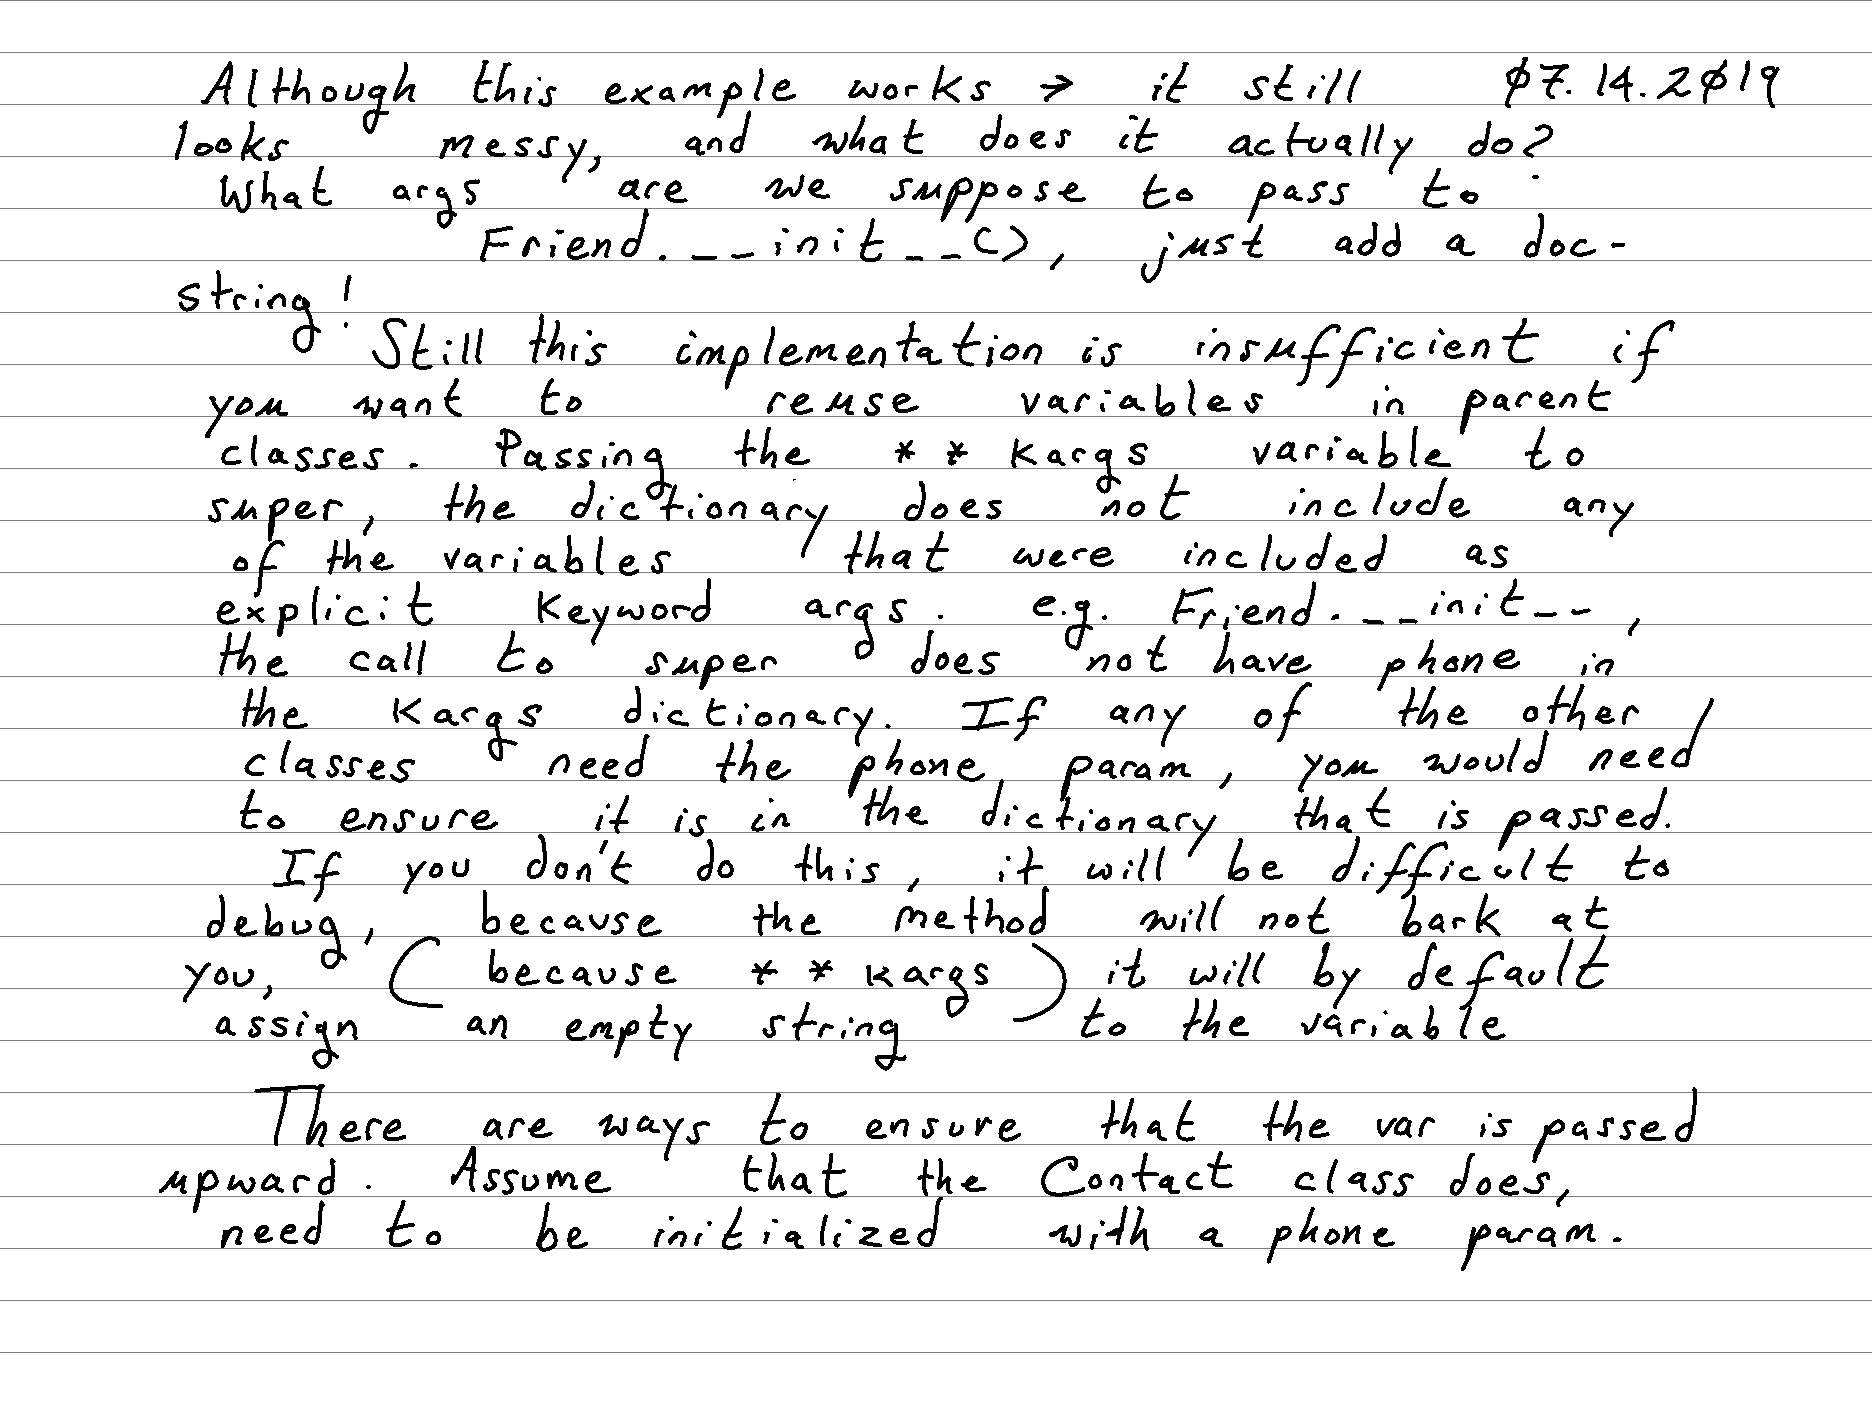 Although this example works → it still 07.14.2019
looks messy, and what does it actually do?
What args are we suppose to pass to
Friend.__init__(), just add a doc-
string!
Still this implementation is insufficient if
you want to reuse variables in parent
classes. Passing the **kargs variable to
super, the dictionary does not include any
of the variables that were included as
explicit keyword args. e.g. Friend.__init__,
the call to super does not have phone in
the kargs dictionary. If any of the other
classes need the phone param, you would need
to ensure it is in the dictionary that is passed.
If you don't do this, it will be difficult to
debug, because the method will not bark at
you, (because **kargs) it will by default
assign an empty string to the variable
There are ways to ensure that the var is passed
upward. Assume that the Contact class does,
need to be initialized with a phone param.